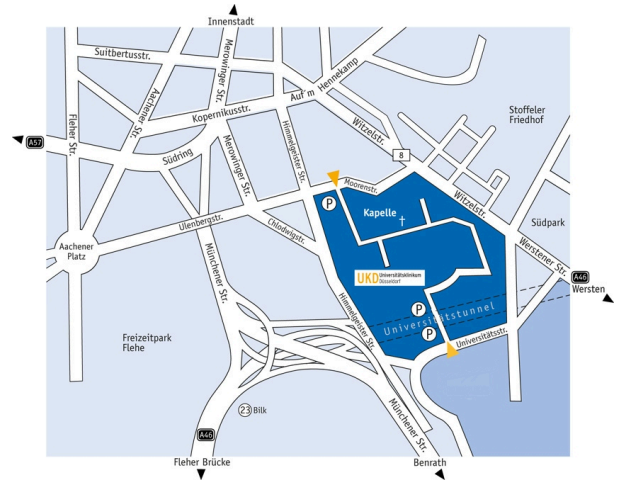 Innenstadt
Suitbertusstr.
Merowinger Str.
Auf´m Hennekamp
Aachener Str.
Kopernikusstr.
Stoffeler
Friedhof
Fleher Str.
Witzelstr.
A57
Himmelgeister Str.
8
Südring
Merowinger Str.
Moorenstr.
P
Kapelle
Witzelstr.
Südpark
Ulenbergstr.
Chlodwigstr.
Aachener
Platz
Werstener Str.
Münchener Str.
UKD Universitätsklinikum
Düsseldorf
A46
Wersten
Himmelgeister Str.
P
Universitätstunnel
P
Universitätsstr.
Freizeitpark
Flehe
23 Bilk
Münchener Str.
A46
Fleher Brücke
Benrath